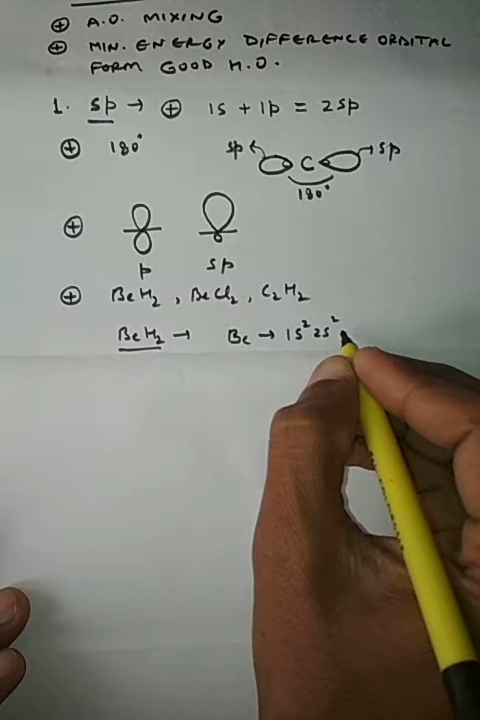 ⊕ A.O. MIXING
⊕ MIN. ENERGY DIFFERENCE ORBITAL
FORM GOOD H.O.
1. sp → ⊕ 1s + 1p = 2sp
⊕ 180° sp C sp
180°
⊕
p sp
⊕ BeH₂, BeCl₂, C₂H₂
BeH₂ → Be → 1s² 2s²